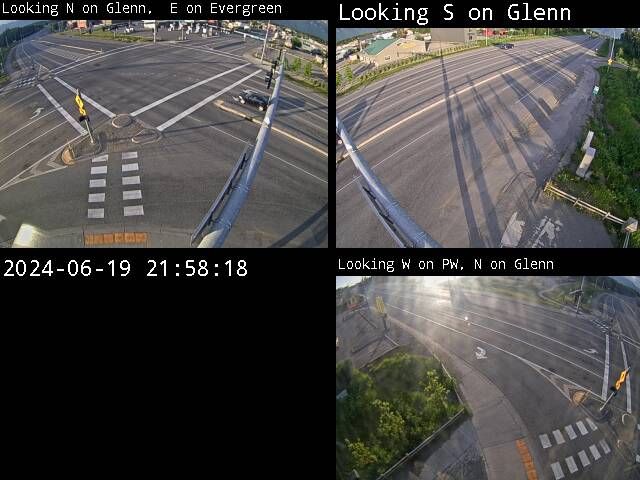 Looking N on Glenn,  E on Evergreen
Looking S on Glenn
2024-06-19 21:58:18
Looking W on PW, N on Glenn